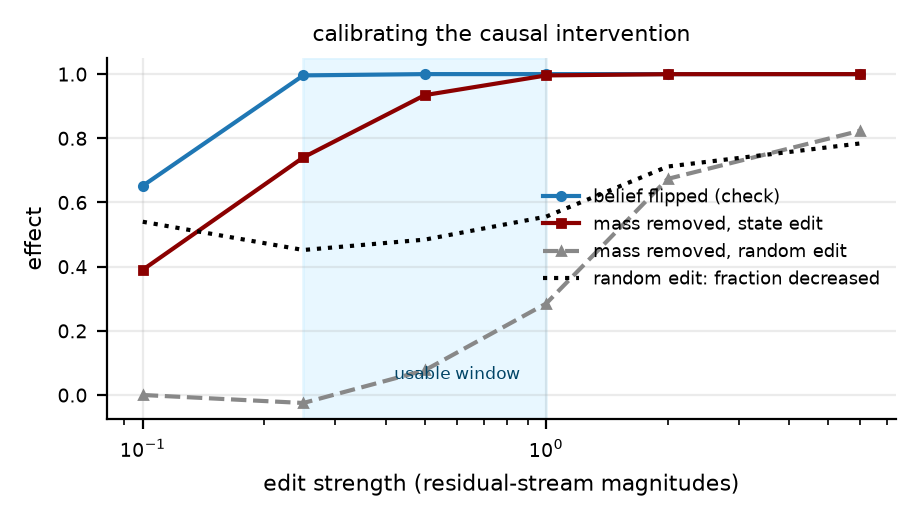 calibrating the causal intervention
effect
1.0
0.8
0.6
0.4
0.2
0.0
belief flipped (check)
mass removed, state edit
mass removed, random edit
random edit: fraction decreased
usable window
10⁻¹
10⁰
edit strength (residual-stream magnitudes)